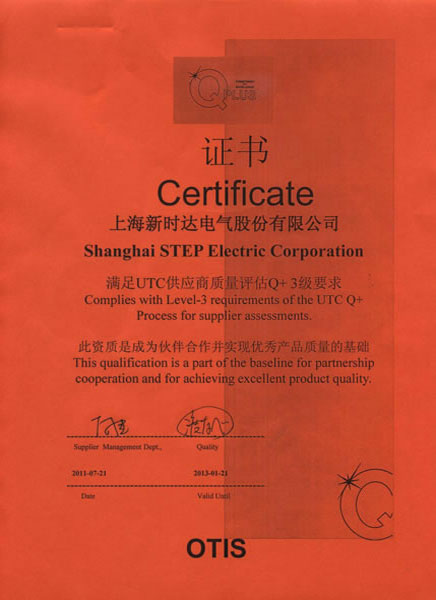 Q PLUS
证书
Certificate
上海新时达电气股份有限公司
Shanghai STEP Electric Corporation
满足UTC供应商质量评估Q+ 3级要求
Complies with Level-3 requirements of the UTC Q+
Process for supplier assessments.
此资质是成为伙伴合作并实现优秀产品质量的基础
This qualification is a part of the baseline for partnership
cooperation and for achieving excellent product quality.
Supplier Management Dept., Quality
2011-07-21 2013-01-21
Date Valid Until
Q
OTIS